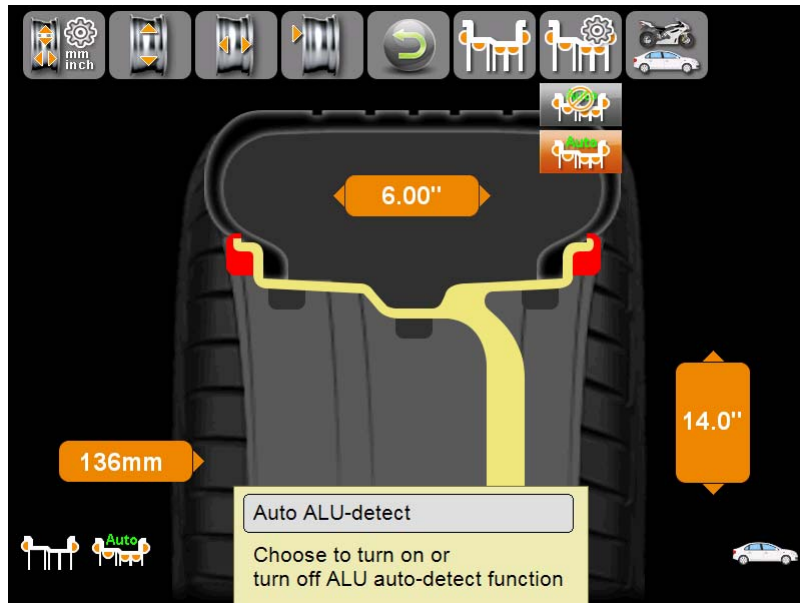 mm
inch
Auto
6.00"
14.0"
136mm
Auto ALU-detect
Auto
Choose to turn on or
turn off ALU auto-detect function